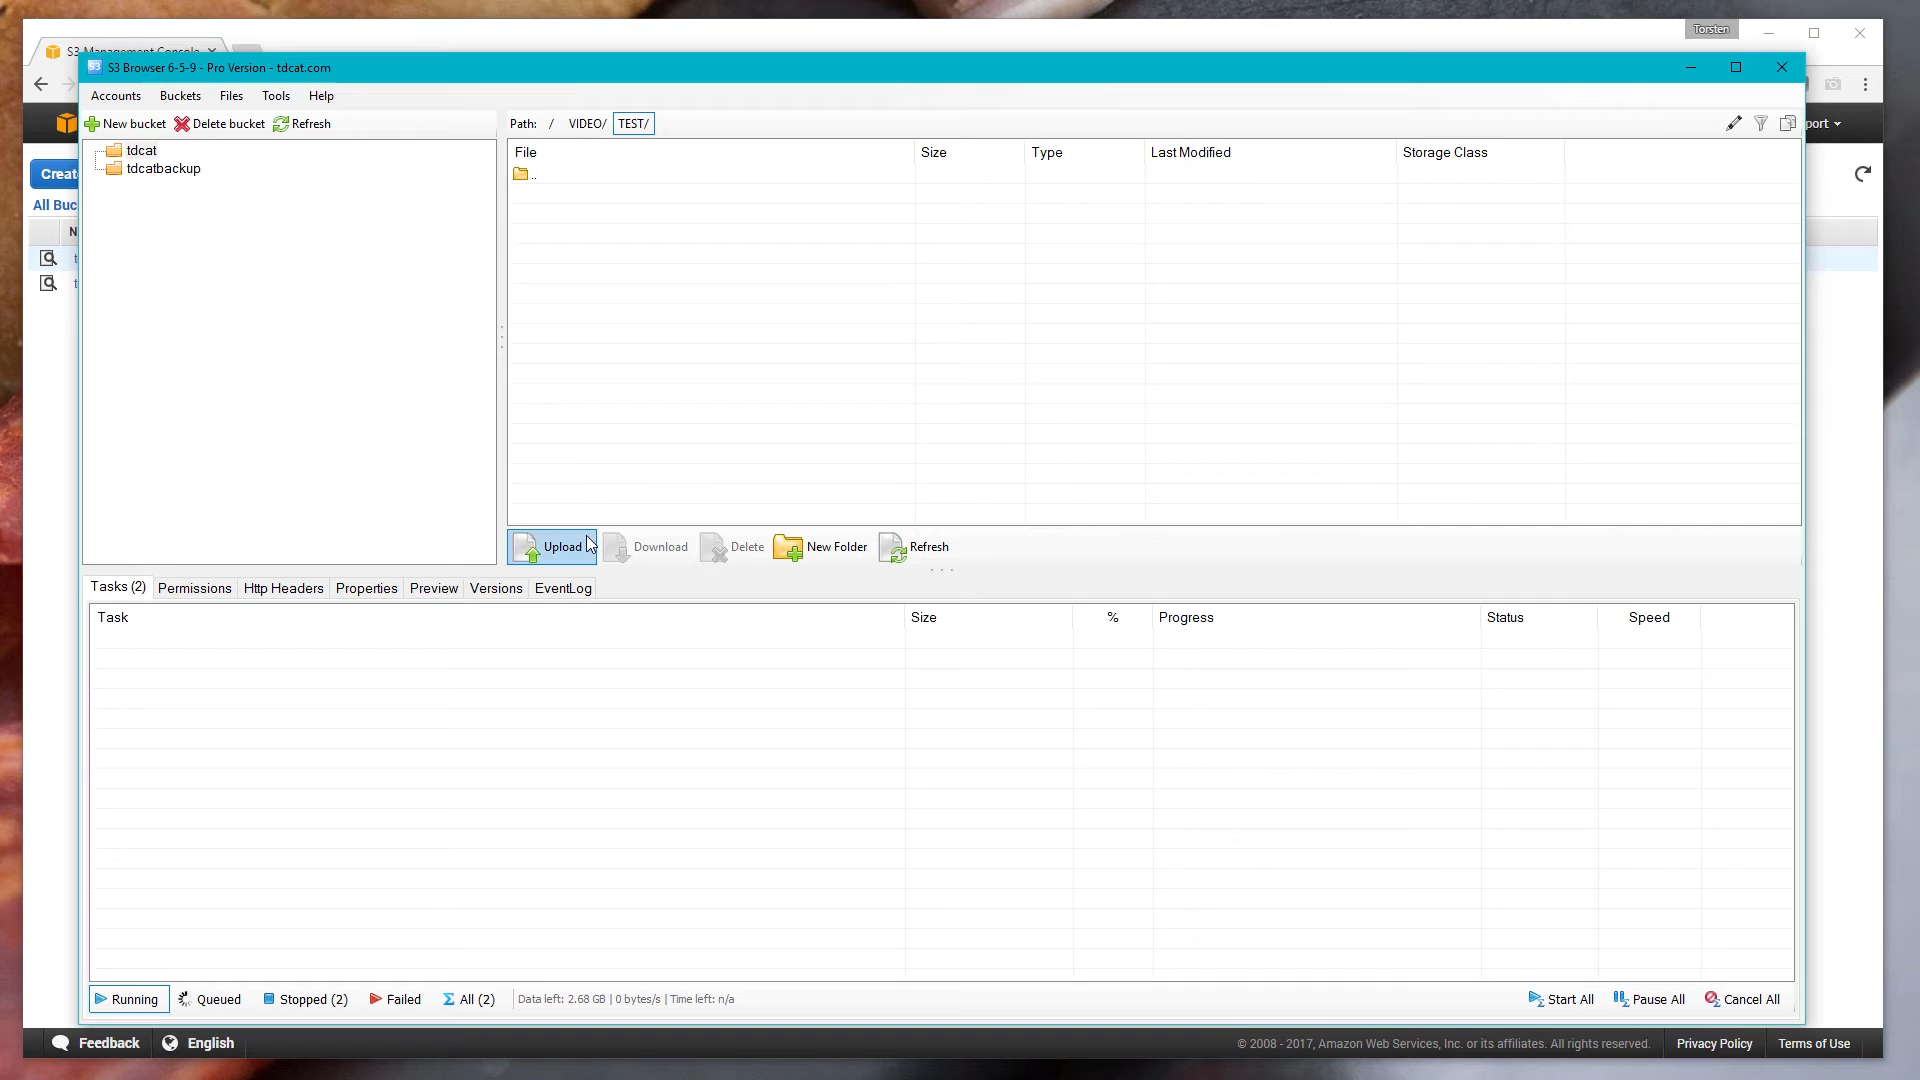 Torsten
S3 Management Console
S3 Browser 6-5-9 - Pro Version - tdcat.com
Accounts Buckets Files Tools Help
New bucket Delete bucket Refresh
Path: / VIDEO/ TEST/
port
tdcat
tdcatbackup
File Size Type Last Modified Storage Class
..
Creat
All Buc
N
t
t
Upload Download Delete New Folder Refresh
Tasks (2) Permissions Http Headers Properties Preview Versions EventLog
Task Size % Progress Status Speed
Running Queued Stopped (2) Failed All (2) Data left: 2.68 GB | 0 bytes/s | Time left: n/a Start All Pause All Cancel All
Feedback English © 2008 - 2017, Amazon Web Services, Inc. or its affiliates. All rights reserved. Privacy Policy Terms of Use